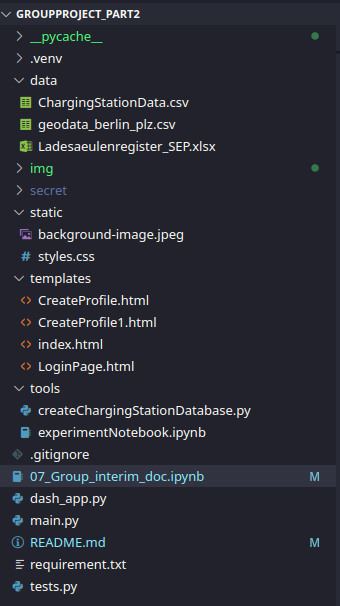 GROUPPROJECT_PART2
__pycache__
.venv
data
ChargingStationData.csv
geodata_berlin_plz.csv
Ladesaeulenregister_SEP.xlsx
img
secret
static
background-image.jpeg
styles.css
templates
CreateProfile.html
CreateProfile1.html
index.html
LoginPage.html
tools
createChargingStationDatabase.py
experimentNotebook.ipynb
.gitignore
07_Group_interim_doc.ipynb M
dash_app.py
main.py
README.md M
requirement.txt
tests.py